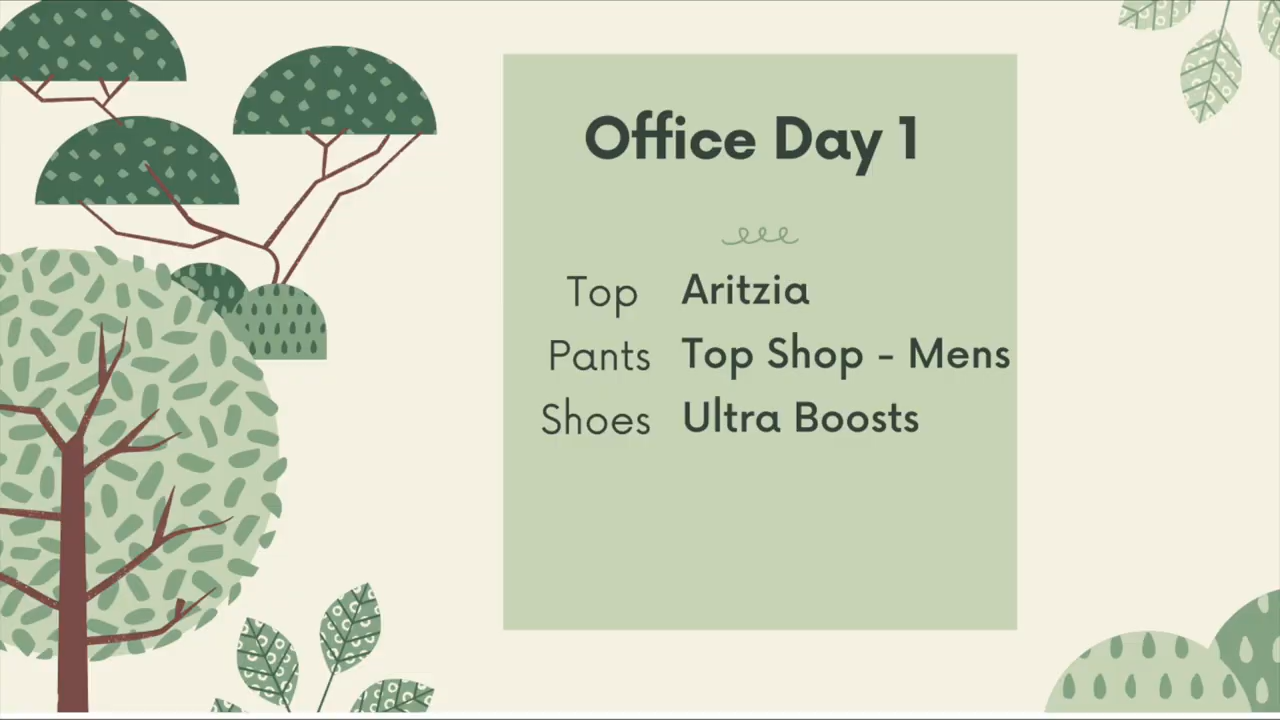 Office Day 1
Top Aritzia
Pants Top Shop - Mens
Shoes Ultra Boosts